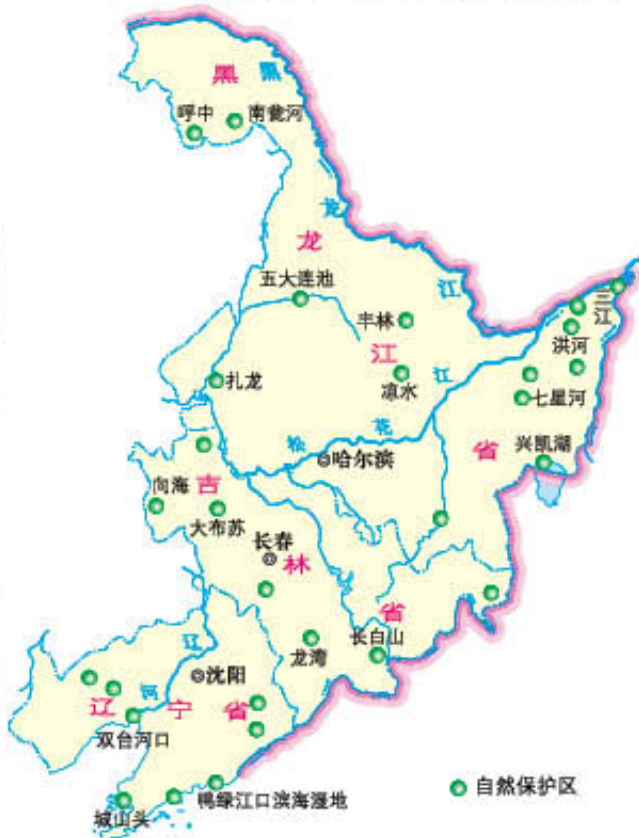 黑
黑
呼中
南瓮河
龙
龙
五大连池
江
丰林
三江
江
洪河
扎龙
凉水
江
七星河
花
松
哈尔滨
省
兴凯湖
向海
吉
大布苏
长春
林
省
长白山
龙湾
辽
沈阳
河
辽
宁
省
双台河口
鸭绿江口滨海湿地
自然保护区
城山头